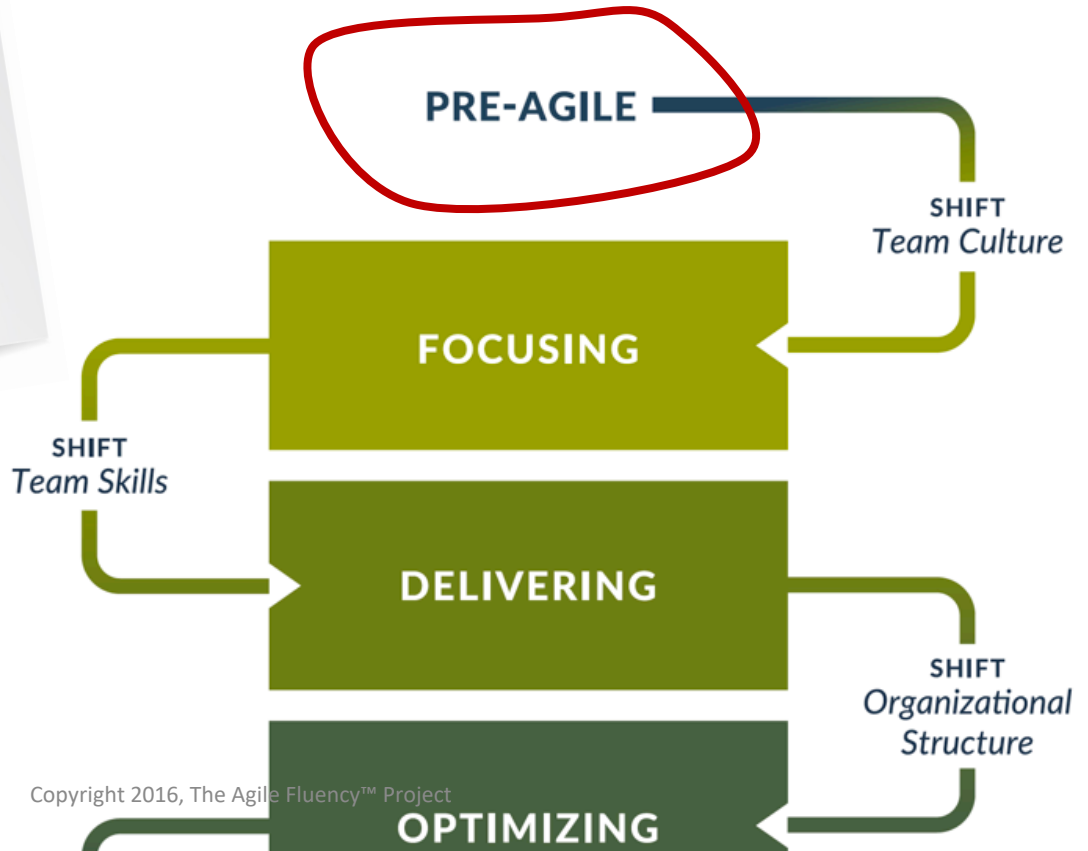 PRE-AGILE
SHIFT
Team Culture
FOCUSING
SHIFT
Team Skills
DELIVERING
SHIFT
Organizational
Structure
Copyright 2016, The Agile Fluency™ Project
OPTIMIZING